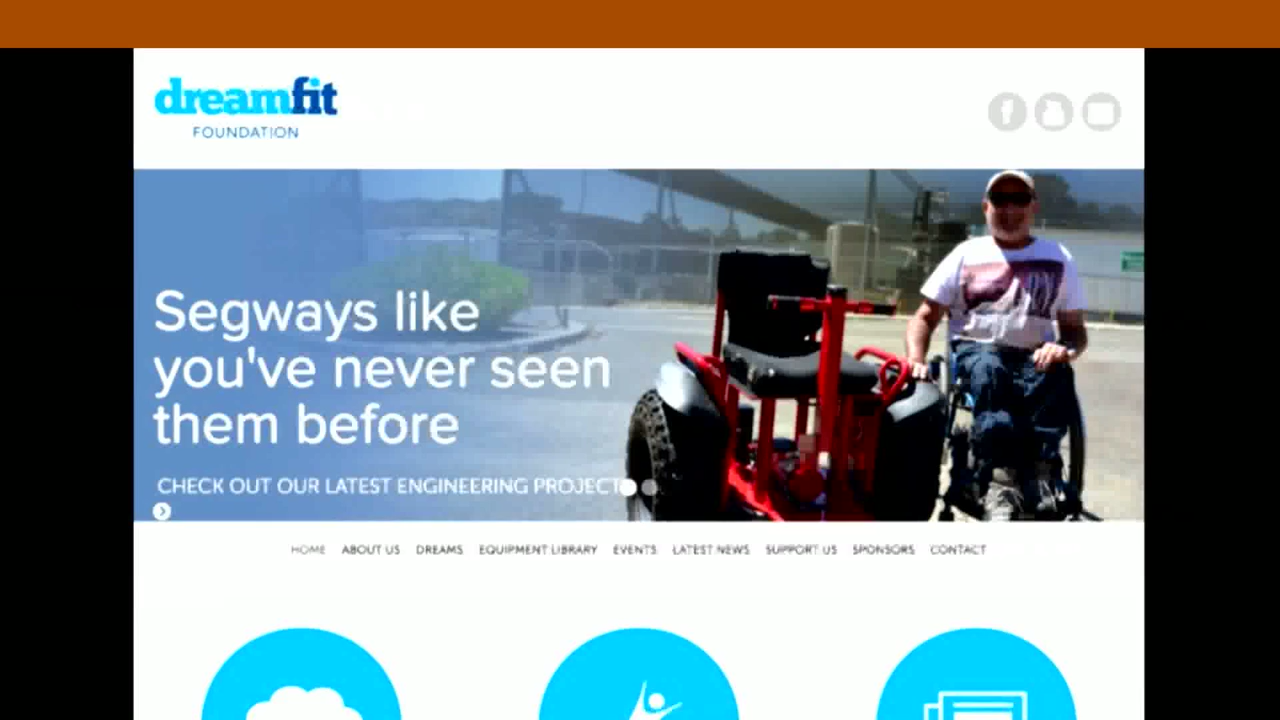 dreamfit
FOUNDATION
Segways like
you've never seen
them before
CHECK OUT OUR LATEST ENGINEERING PROJECT
HOME ABOUT US DREAMS EQUIPMENT LIBRARY EVENTS LATEST NEWS SUPPORT US SPONSORS CONTACT